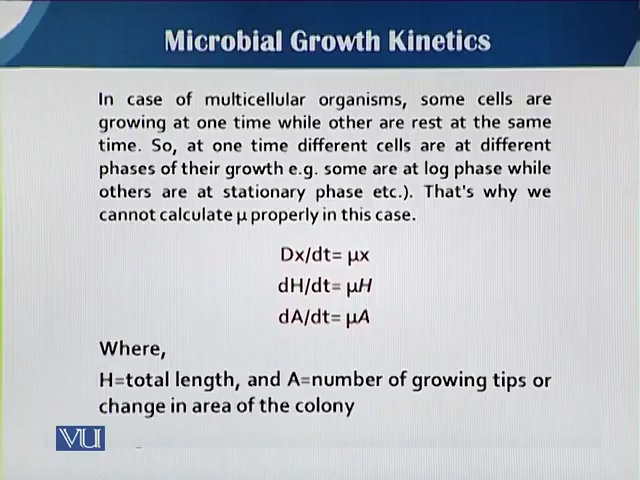 Microbial Growth Kinetics
In case of multicellular organisms, some cells are
growing at one time while other are rest at the same
time. So, at one time different cells are at different
phases of their growth e.g. some are at log phase while
others are at stationary phase etc.). That's why we
cannot calculate µ properly in this case.
Dx/dt= µx
dH/dt= µH
dA/dt= µA
Where,
H=total length, and A=number of growing tips or
change in area of the colony
VU